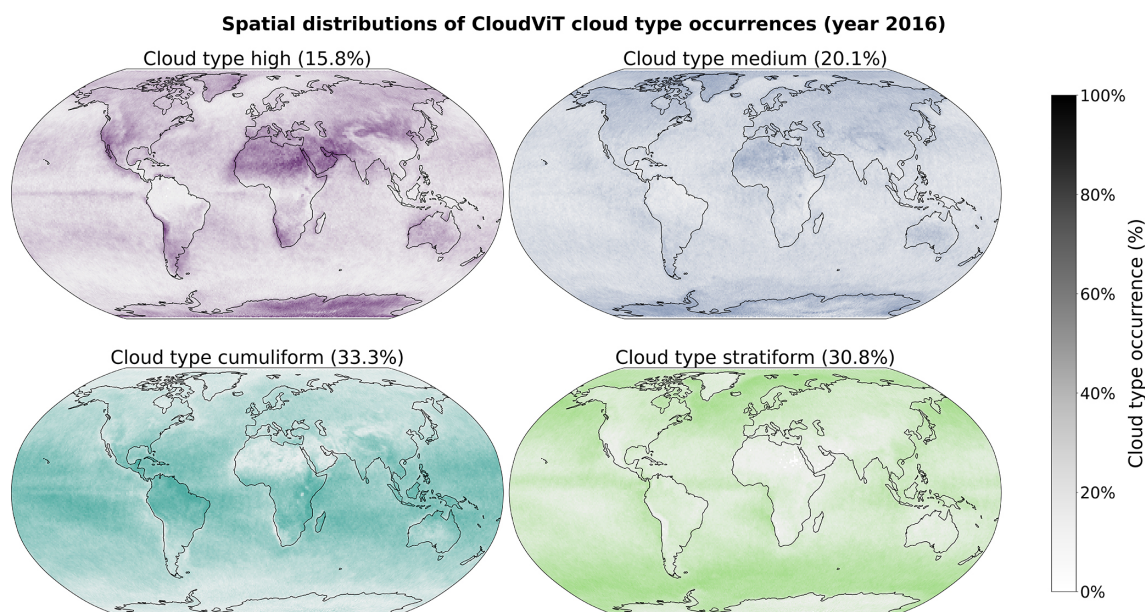 Spatial distributions of CloudViT cloud type occurrences (year 2016)
Cloud type high (15.8%)
Cloud type medium (20.1%)
Cloud type cumuliform (33.3%)
Cloud type stratiform (30.8%)
100%
80%
60%
40%
20%
0%
Cloud type occurrence (%)